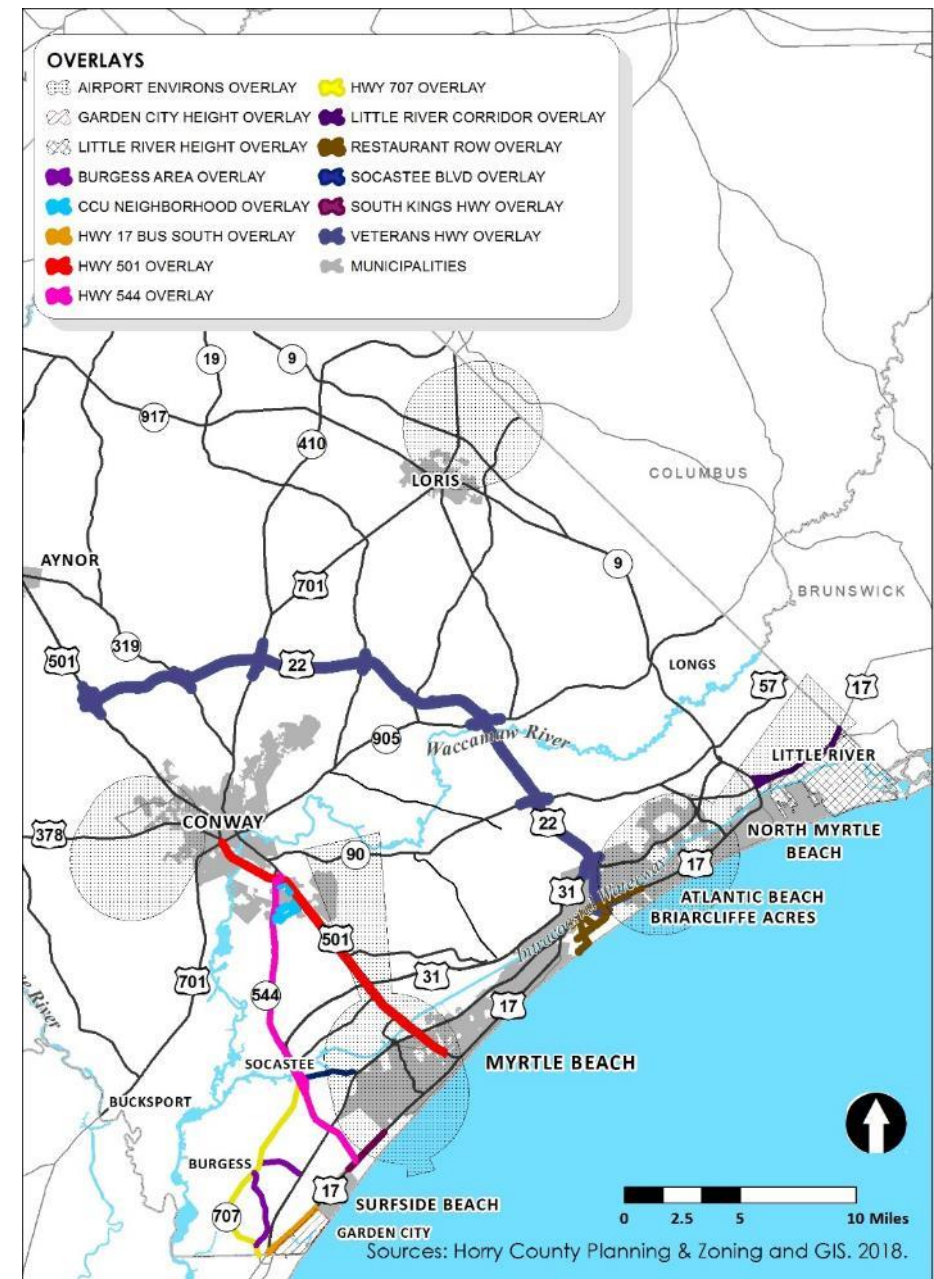 OVERLAYS
AIRPORT ENVIRONS OVERLAY
GARDEN CITY HEIGHT OVERLAY
LITTLE RIVER HEIGHT OVERLAY
BURGESS AREA OVERLAY
CCU NEIGHBORHOOD OVERLAY
HWY 17 BUS SOUTH OVERLAY
HWY 501 OVERLAY
HWY 544 OVERLAY
HWY 707 OVERLAY
LITTLE RIVER CORRIDOR OVERLAY
RESTAURANT ROW OVERLAY
SOCASTEE BLVD OVERLAY
SOUTH KINGS HWY OVERLAY
VETERANS HWY OVERLAY
MUNICIPALITIES
19
9
917
410
LORIS
COLUMBUS
AYNOR
701
9
BRUNSWICK
319
501
22
LONGS
57
17
905
Waccamaw River
LITTLE RIVER
378
CONWAY
90
22
NORTH MYRTLE
BEACH
17
31
ATLANTIC BEACH
BRIARCLIFFE ACRES
Intracoastal Waterway
501
701
31
544
17
River
SOCASTEE
MYRTLE BEACH
BUCKSPORT
BURGESS
17
SURFSIDE BEACH
707
GARDEN CITY
0 2.5 5 10 Miles
Sources: Horry County Planning & Zoning and GIS. 2018.